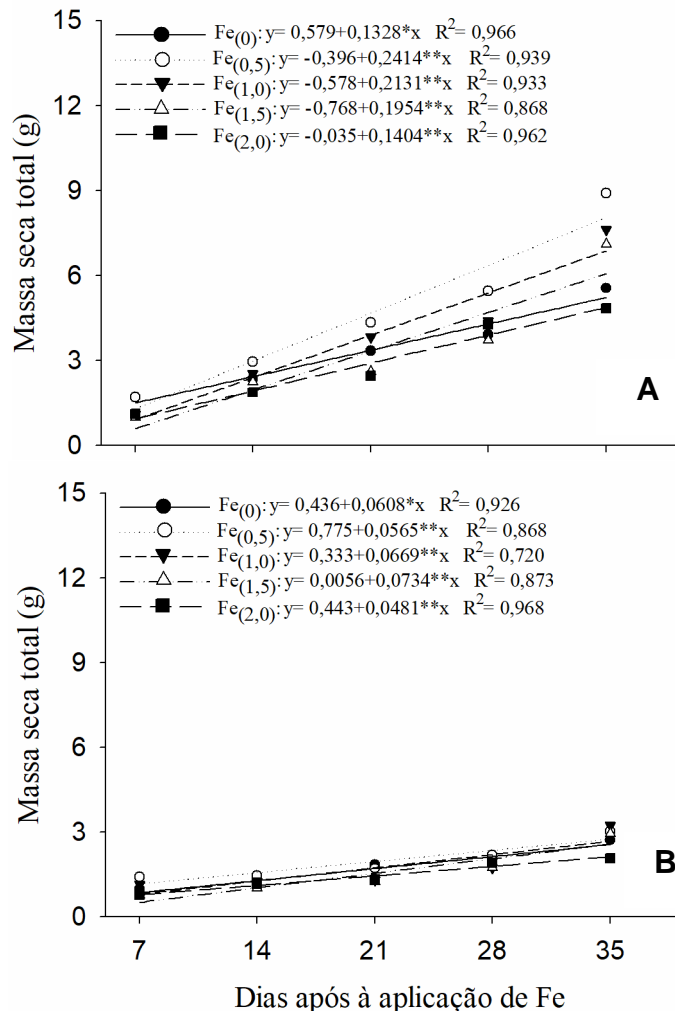 15
12
9
6
3
0
Massa seca total (g)
Fe(0): y= 0,579+0,1328*x R2= 0,966
Fe(0,5): y= -0,396+0,2414**x R2= 0,939
Fe(1,0): y= -0,578+0,2131**x R2= 0,933
Fe(1,5): y= -0,768+0,1954**x R2= 0,868
Fe(2,0): y= -0,035+0,1404**x R2= 0,962
A
15
12
9
6
3
0
Massa seca total (g)
Fe(0): y= 0,436+0,0608*x R2= 0,926
Fe(0,5): y= 0,775+0,0565**x R2= 0,868
Fe(1,0): y= 0,333+0,0669**x R2= 0,720
Fe(1,5): y= 0,0056+0,0734**x R2= 0,873
Fe(2,0): y= 0,443+0,0481**x R2= 0,968
B
7 14 21 28 35
Dias após à aplicação de Fe